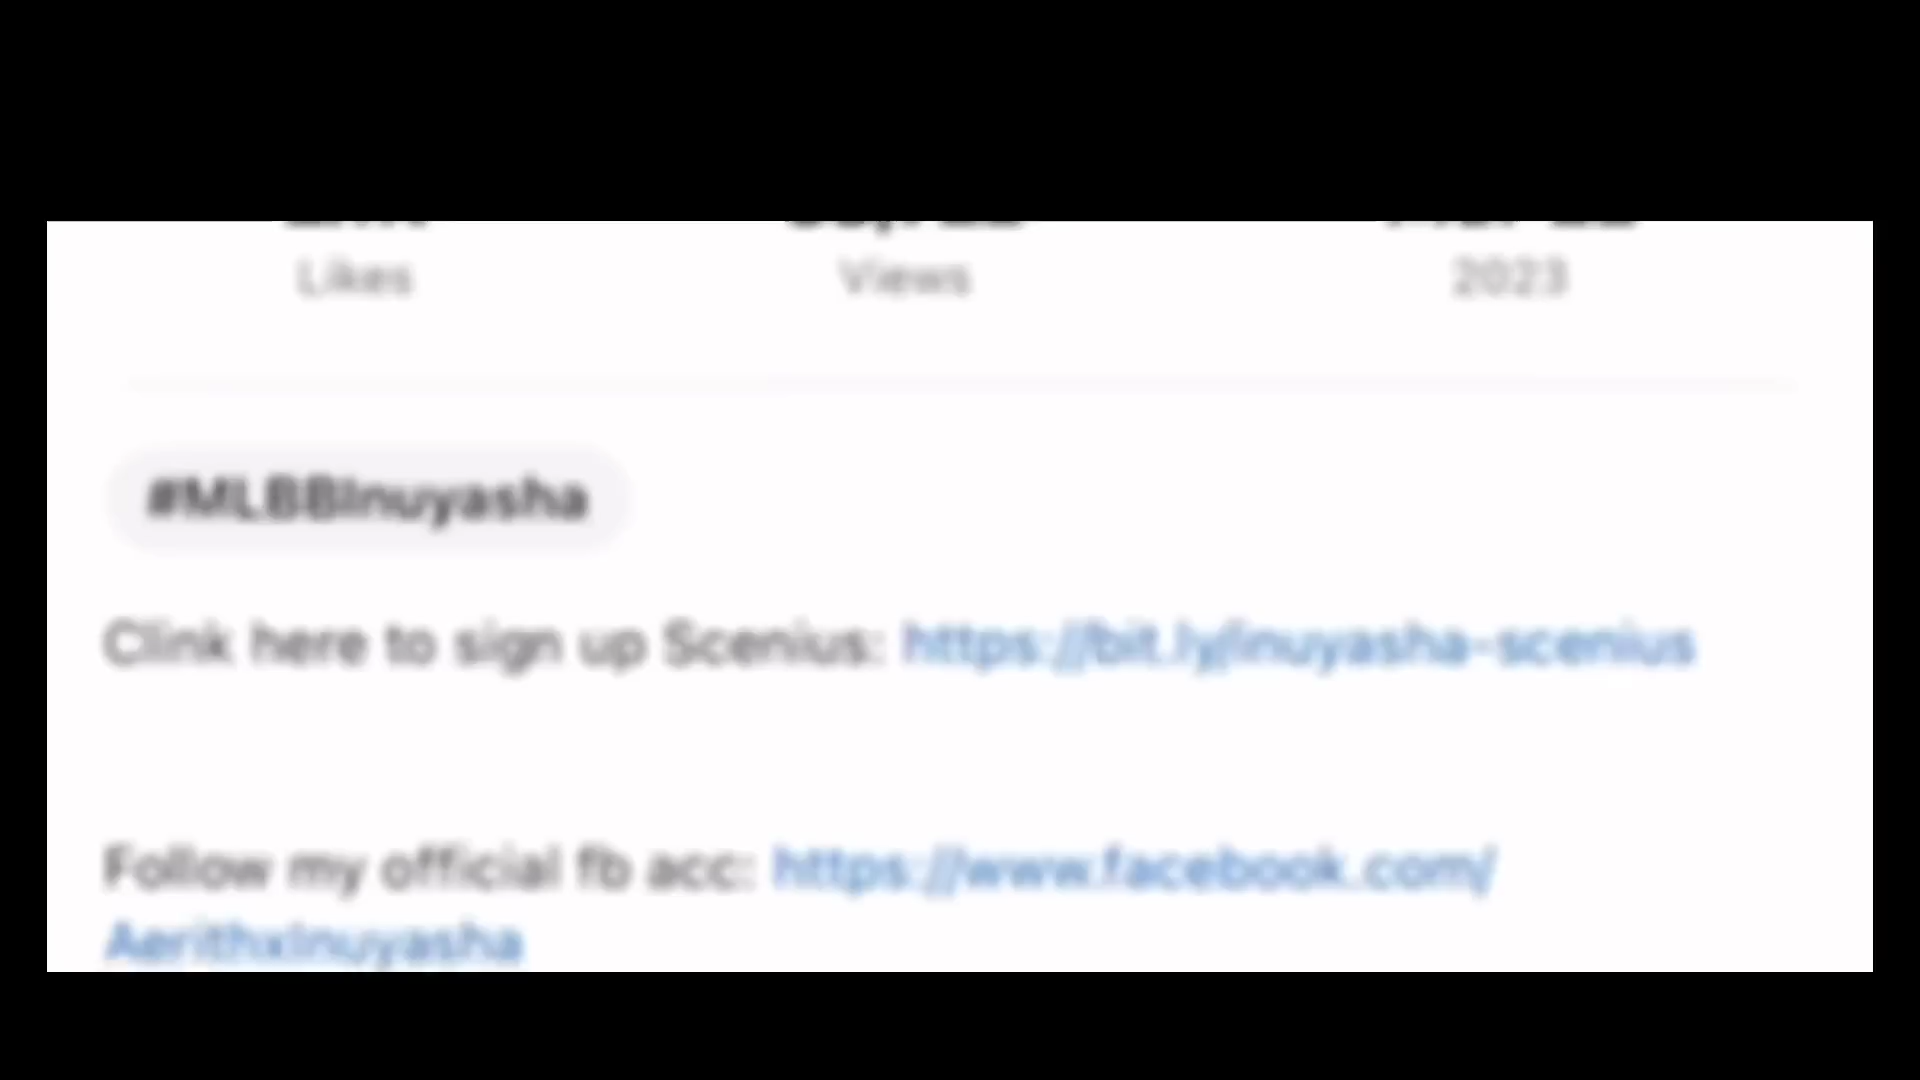 Likes Views 2023
#MLBBInuyasha
Clink here to sign up Scenius: https://bit.ly/inuyasha-scenius
Follow my official fb acc: https://www.facebook.com/
AerithxInuyasha